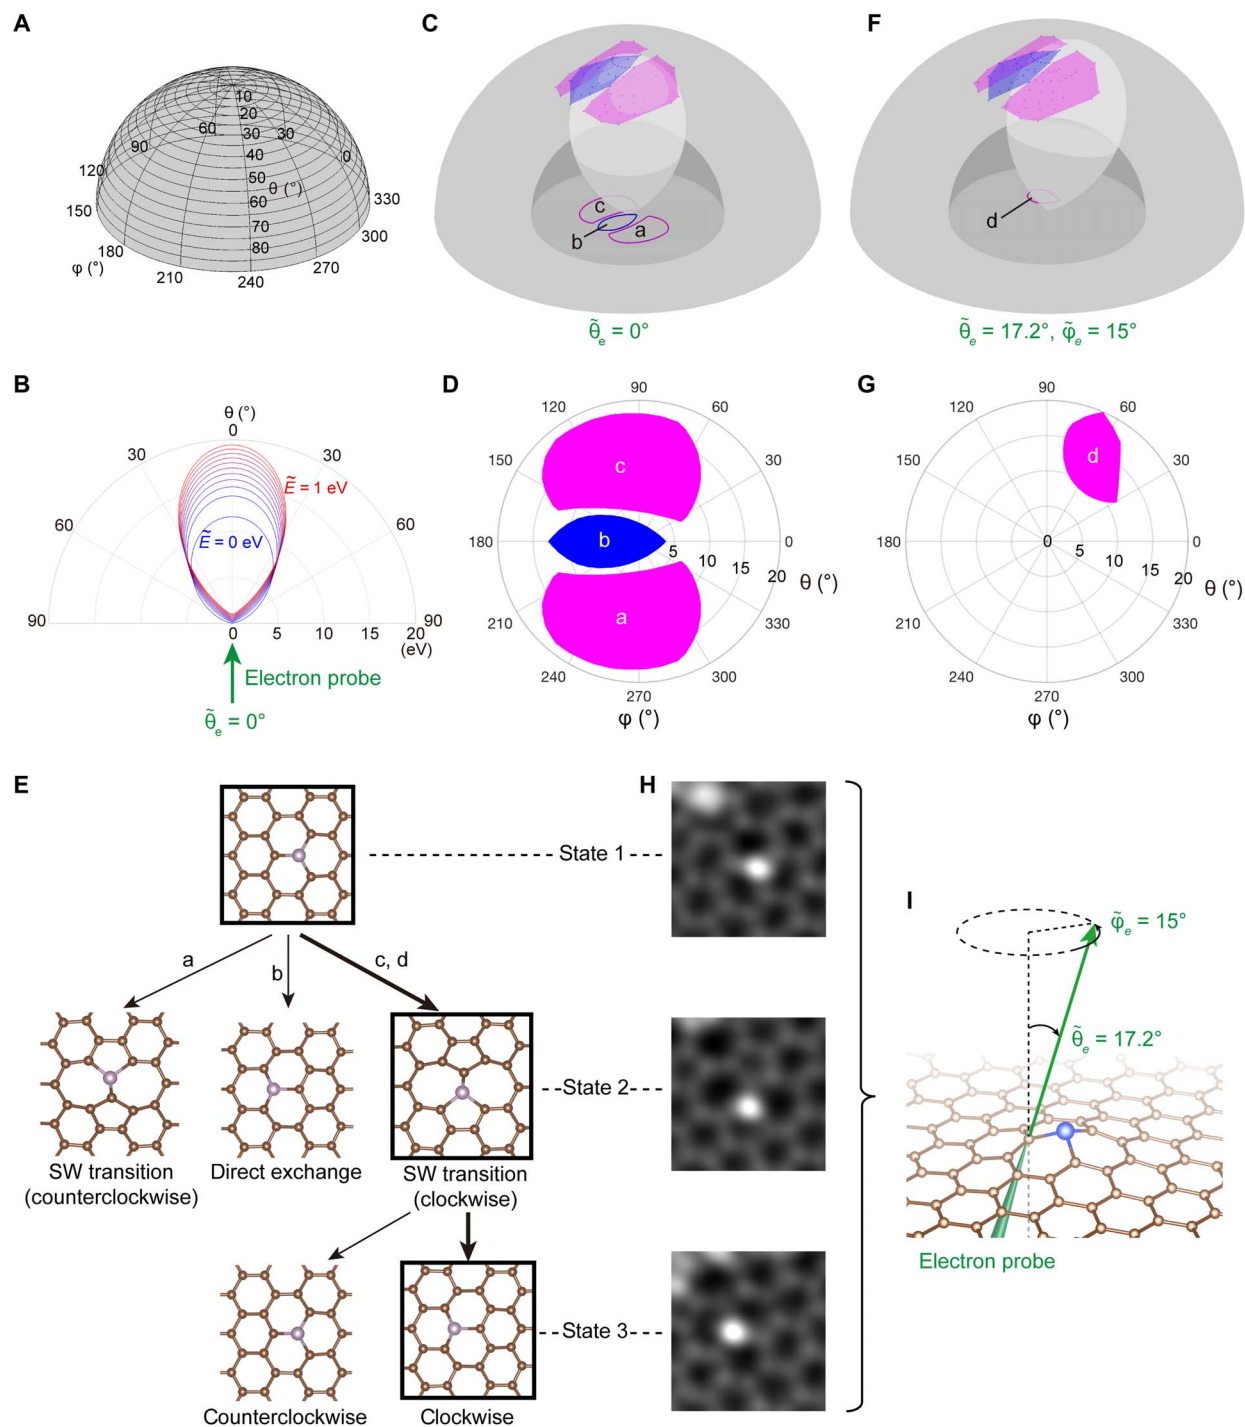 A
10
20
60
30
30
90
40
0
120
50
θ (°)
150
60
330
70
180
80
300
φ (°)
210
240
270
B
θ (°)
0
30
30
Ẽ = 1 eV
60
60
Ẽ = 0 eV
90
90
0
5
10
15
20
(eV)
Electron probe
θ̃e = 0°
C
c
a
b
θ̃e = 0°
D
90
120
60
150
30
c
180
b
0
5
10
15
20
θ (°)
a
210
330
240
300
270
φ (°)
F
d
θ̃e = 17.2°, φ̃e = 15°
G
90
120
60
150
30
d
180
0
0
5
10
15
20
θ (°)
210
330
240
300
270
φ (°)
E
State 1
a
b
c, d
State 2
SW transition
(counterclockwise)
Direct exchange
SW transition
(clockwise)
State 3
Counterclockwise
Clockwise
H
I
φ̃e = 15°
θ̃e = 17.2°
Electron probe